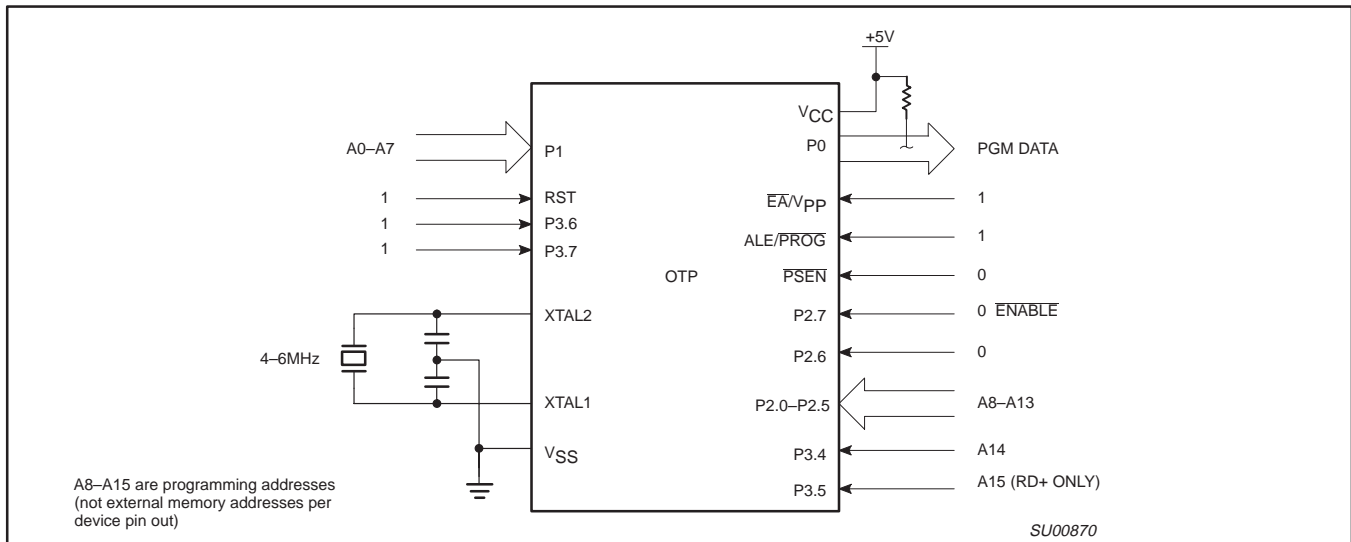 +5V
VCC
A0–A7
P1
P0
PGM DATA
1
RST
EA/VPP
1
1
P3.6
ALE/PROG
1
1
P3.7
OTP
PSEN
0
XTAL2
P2.7
0 ENABLE
4–6MHz
P2.6
0
XTAL1
P2.0–P2.5
A8–A13
VSS
P3.4
A14
P3.5
A15 (RD+ ONLY)
A8–A15 are programming addresses
(not external memory addresses per
device pin out)
SU00870